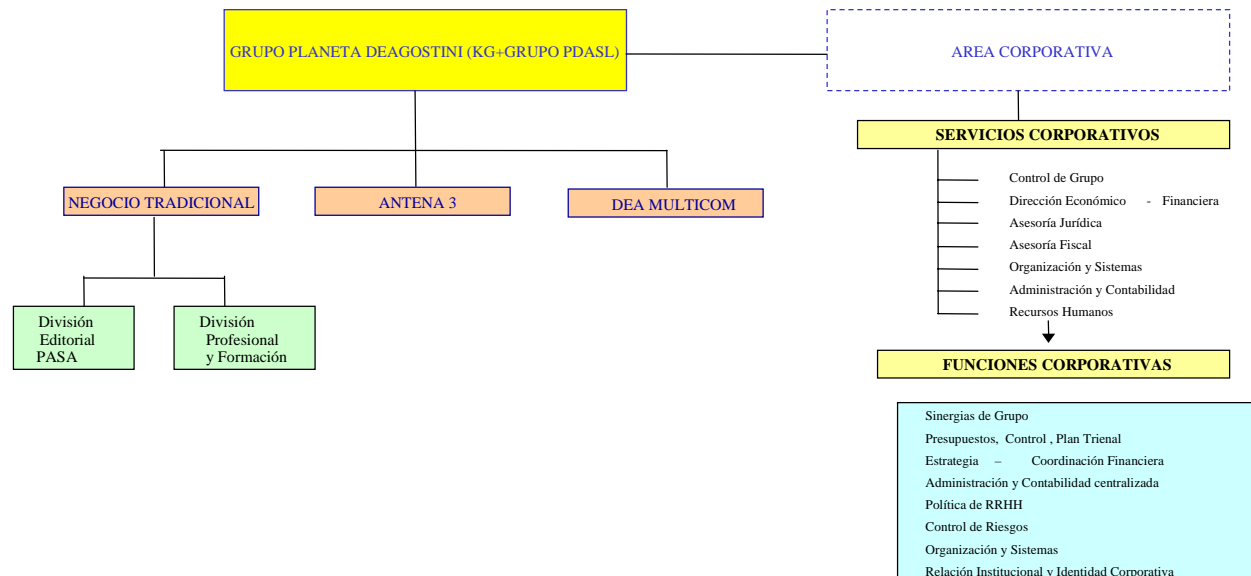 GRUPO PLANETA DEAGOSTINI (KG+GRUPO PDASL)
AREA CORPORATIVA
SERVICIOS CORPORATIVOS
Control de Grupo
Dirección Económico - Financiera
Asesoría Jurídica
Asesoría Fiscal
Organización y Sistemas
Administración y Contabilidad
Recursos Humanos
NEGOCIO TRADICIONAL
ANTENA 3
DEA MULTICOM
División
Editorial
PASA
División
Profesional
y Formación
FUNCIONES CORPORATIVAS
Sinergias de Grupo
Presupuestos, Control , Plan Trienal
Estrategia – Coordinación Financiera
Administración y Contabilidad centralizada
Política de RRHH
Control de Riesgos
Organización y Sistemas
Relación Institucional y Identidad Corporativa